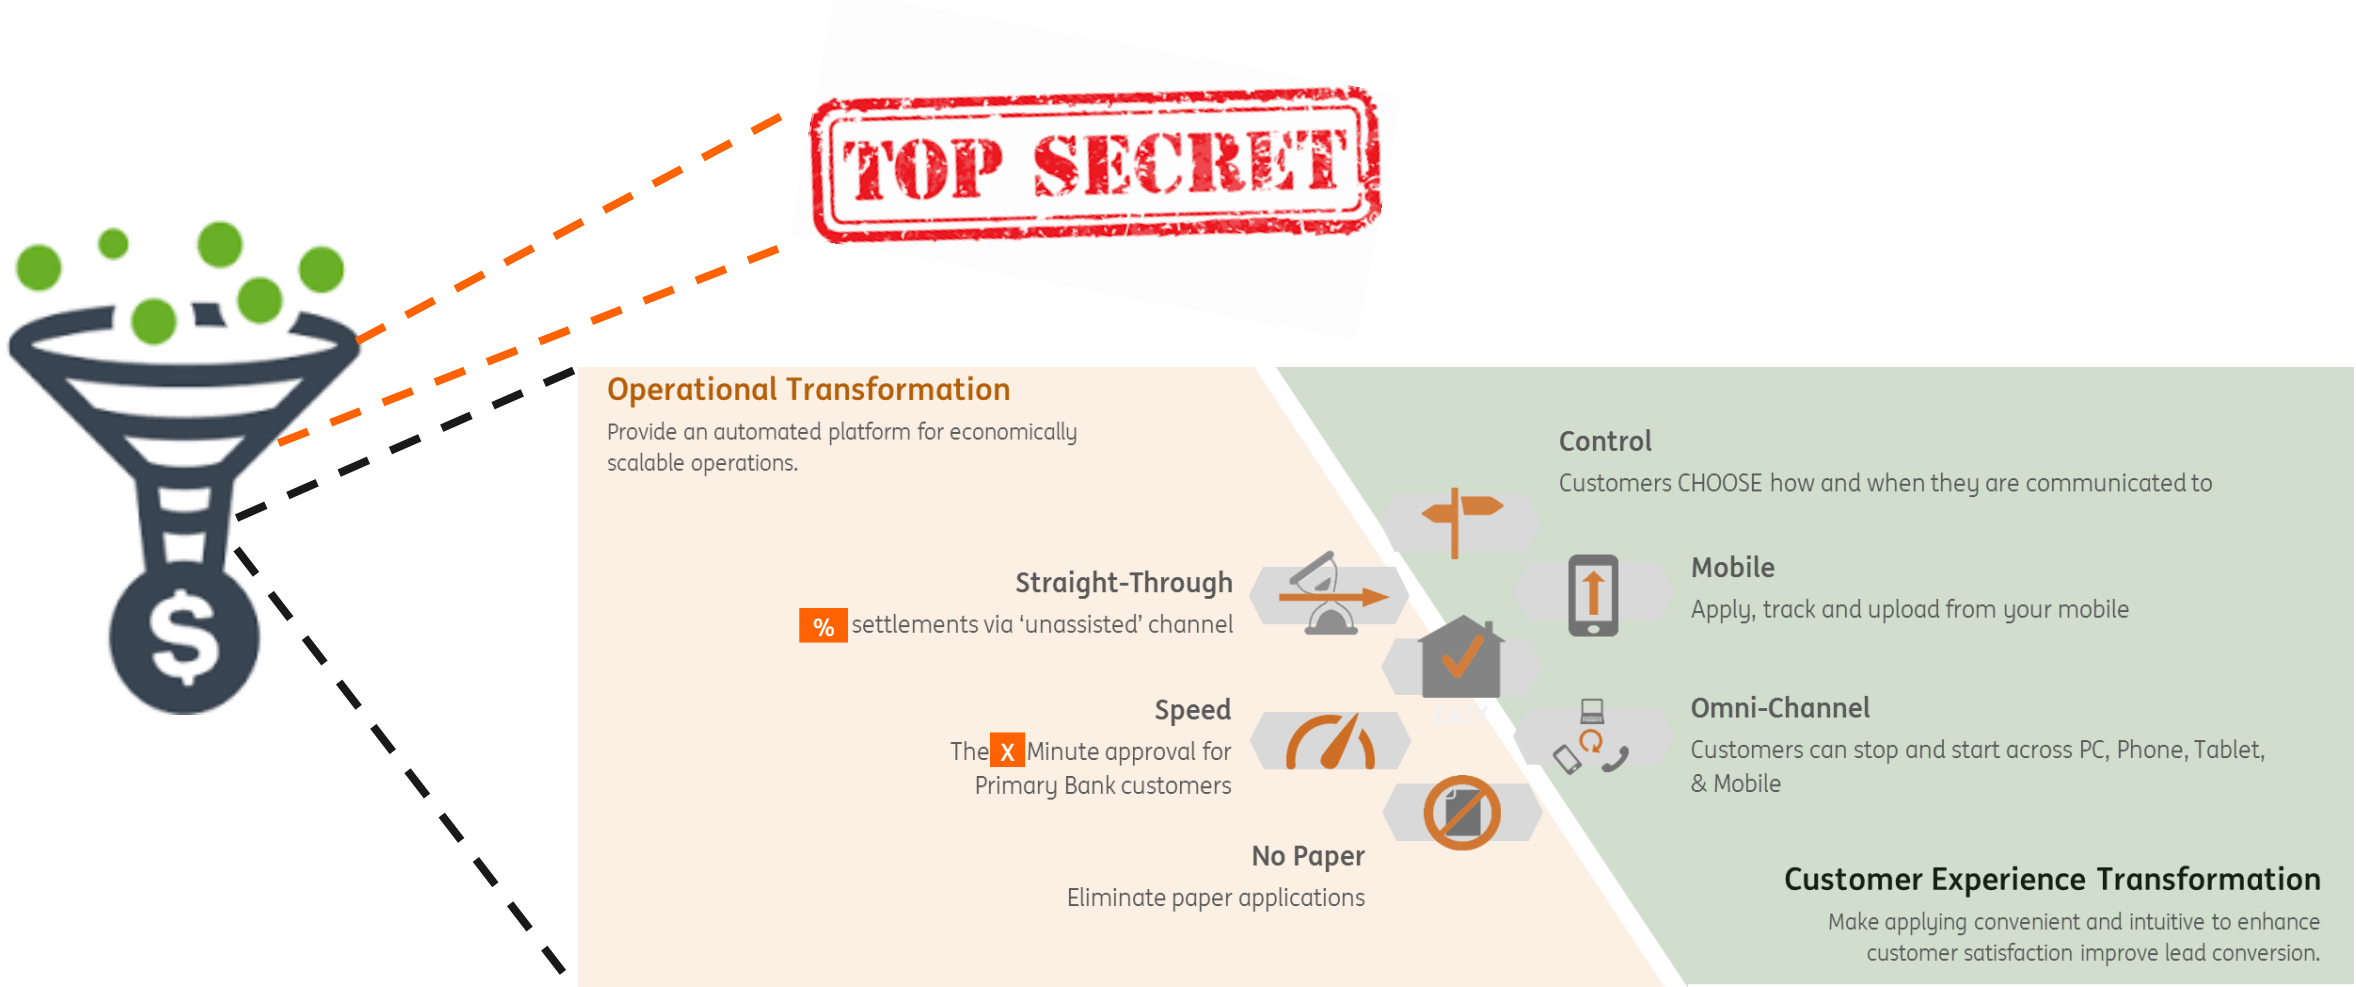 TOP SECRET
Operational Transformation
Provide an automated platform for economically
scalable operations.
Straight-Through
% settlements via ‘unassisted’ channel
Speed
The X Minute approval for
Primary Bank customers
No Paper
Eliminate paper applications
Control
Customers CHOOSE how and when they are communicated to
Mobile
Apply, track and upload from your mobile
Omni-Channel
Customers can stop and start across PC, Phone, Tablet,
& Mobile
Customer Experience Transformation
Make applying convenient and intuitive to enhance
customer satisfaction improve lead conversion.
$